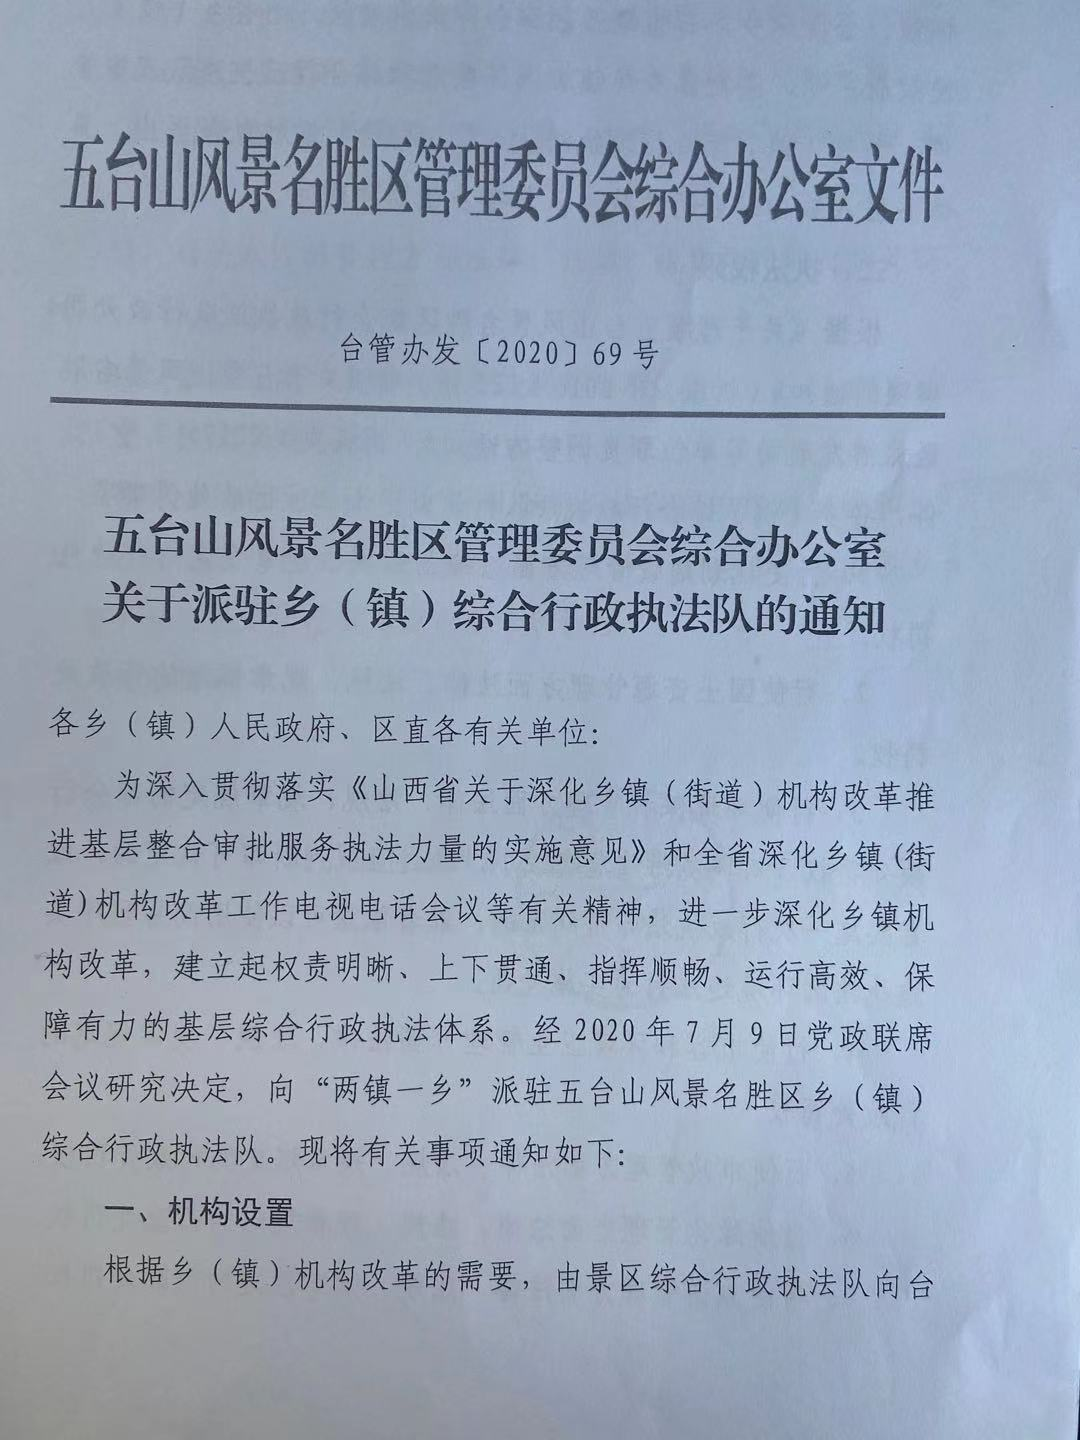 五台山风景名胜区管理委员会综合办公室文件
台管办发〔2020〕69号
五台山风景名胜区管理委员会综合办公室
关于派驻乡（镇）综合行政执法队的通知
各乡（镇）人民政府、区直各有关单位：
为深入贯彻落实《山西省关于深化乡镇（街道）机构改革推
进基层整合审批服务执法力量的实施意见》和全省深化乡镇(街
道)机构改革工作电视电话会议等有关精神，进一步深化乡镇机
构改革，建立起权责明晰、上下贯通、指挥顺畅、运行高效、保
障有力的基层综合行政执法体系。经2020年7月9日党政联席
会议研究决定，向“两镇一乡”派驻五台山风景名胜区乡（镇）
综合行政执法队。现将有关事项通知如下：
一、机构设置
根据乡（镇）机构改革的需要，由景区综合行政执法队向台